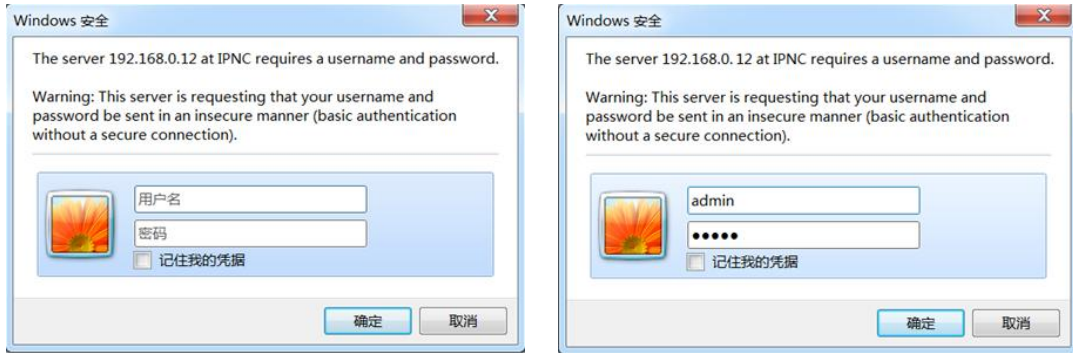 Windows 安全
The server 192.168.0.12 at IPNC requires a username and password.
Warning: This server is requesting that your username and
password be sent in an insecure manner (basic authentication
without a secure connection).
用户名
密码
记住我的凭据
确定
取消
Windows 安全
The server 192.168.0.12 at IPNC requires a username and password.
Warning: This server is requesting that your username and
password be sent in an insecure manner (basic authentication
without a secure connection).
admin
●●●●●
记住我的凭据
确定
取消